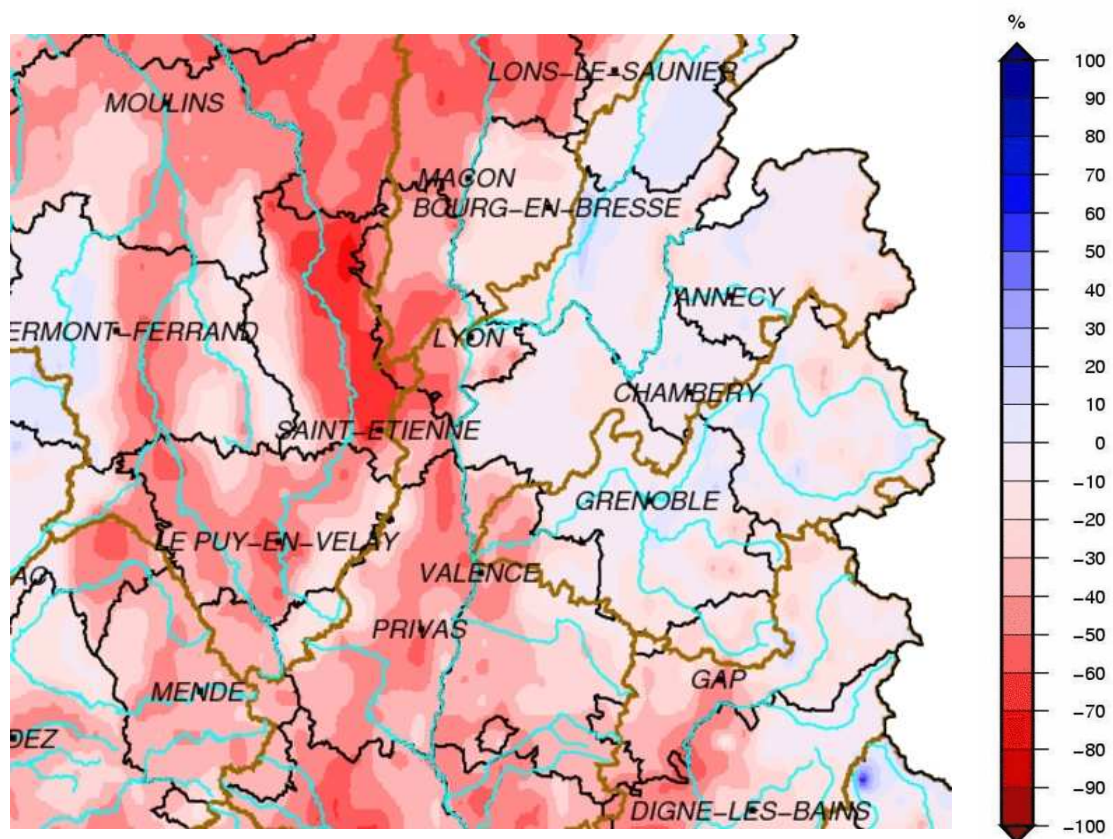 %
LONS-LE-SAUNIER
MOULINS
MACON
BOURG-EN-BRESSE
ANNECY
ERMONT-FERRAND
LYON
CHAMBERY
SAINT-ETIENNE
GRENOBLE
LE PUY-EN-VELAY
VALENCE
AC
PRIVAS
GAP
MENDE
DEZ
DIGNE-LES-BAINS
100
90
80
70
60
50
40
30
20
10
0
-10
-20
-30
-40
-50
-60
-70
-80
-90
-100